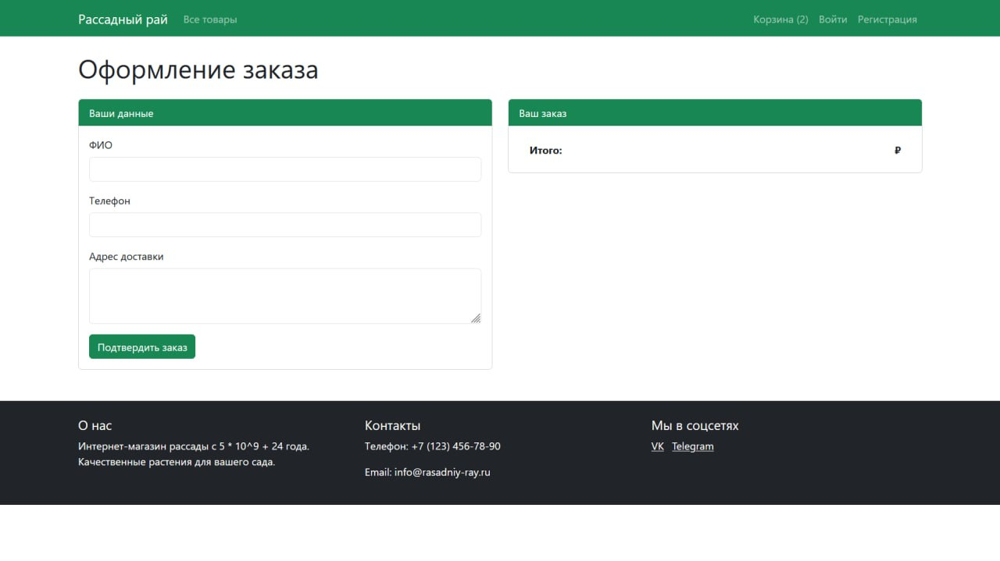 Рассадный рай Все товары Корзина (2) Войти Регистрация
Оформление заказа
Ваши данные
ФИО
Телефон
Адрес доставки
Подтвердить заказ
Ваш заказ
Итого: ₽
О нас
Интернет-магазин рассады с 5 * 10^9 + 24 года.
Качественные растения для вашего сада.
Контакты
Телефон: +7 (123) 456-78-90
Email: info@rasadniy-ray.ru
Мы в соцсетях
VK Telegram